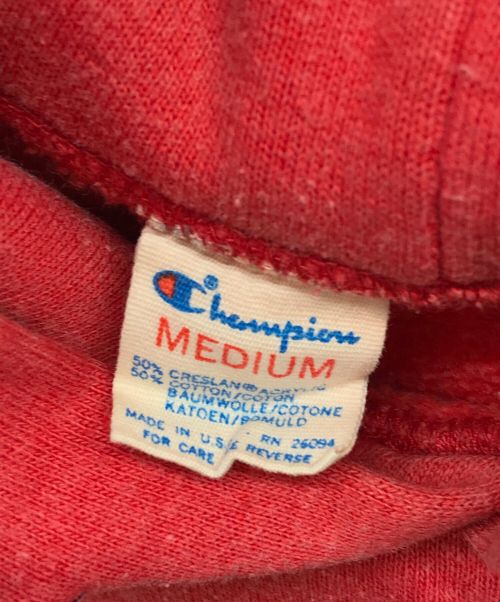 Champion®
MEDIUM
50% CRESLAN® ACRYLIC
50% COTTON/COTON
BAUMWOLLE/COTONE
KATOEN/BOMULD
MADE IN U.S. RN 26094
FOR CARE REVERSE